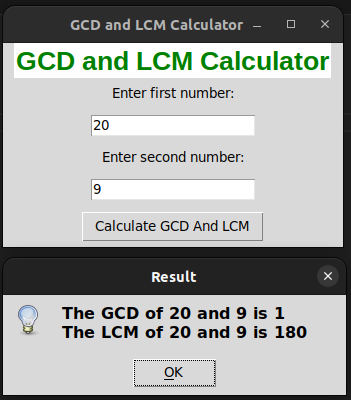 GCD and LCM Calculator
GCD and LCM Calculator
Enter first number:
20
Enter second number:
9
Calculate GCD And LCM
Result
The GCD of 20 and 9 is 1
The LCM of 20 and 9 is 180
OK